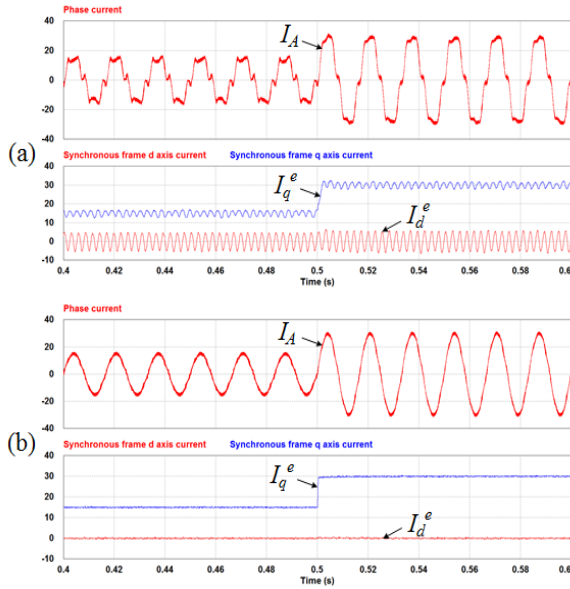 Phase current
40
20
0
-20
-40
I_A
(a)
Synchronous frame d axis current Synchronous frame q axis current
40
30
20
10
0
-10
I_q^e
I_d^e
0.4 0.42 0.44 0.46 0.48 0.5 0.52 0.54 0.56 0.58 0.6
Time (s)
Phase current
40
20
0
-20
-40
I_A
(b)
Synchronous frame d axis current Synchronous frame q axis current
40
30
20
10
0
-10
I_q^e
I_d^e
0.4 0.42 0.44 0.46 0.48 0.5 0.52 0.54 0.56 0.58 0.6
Time (s)